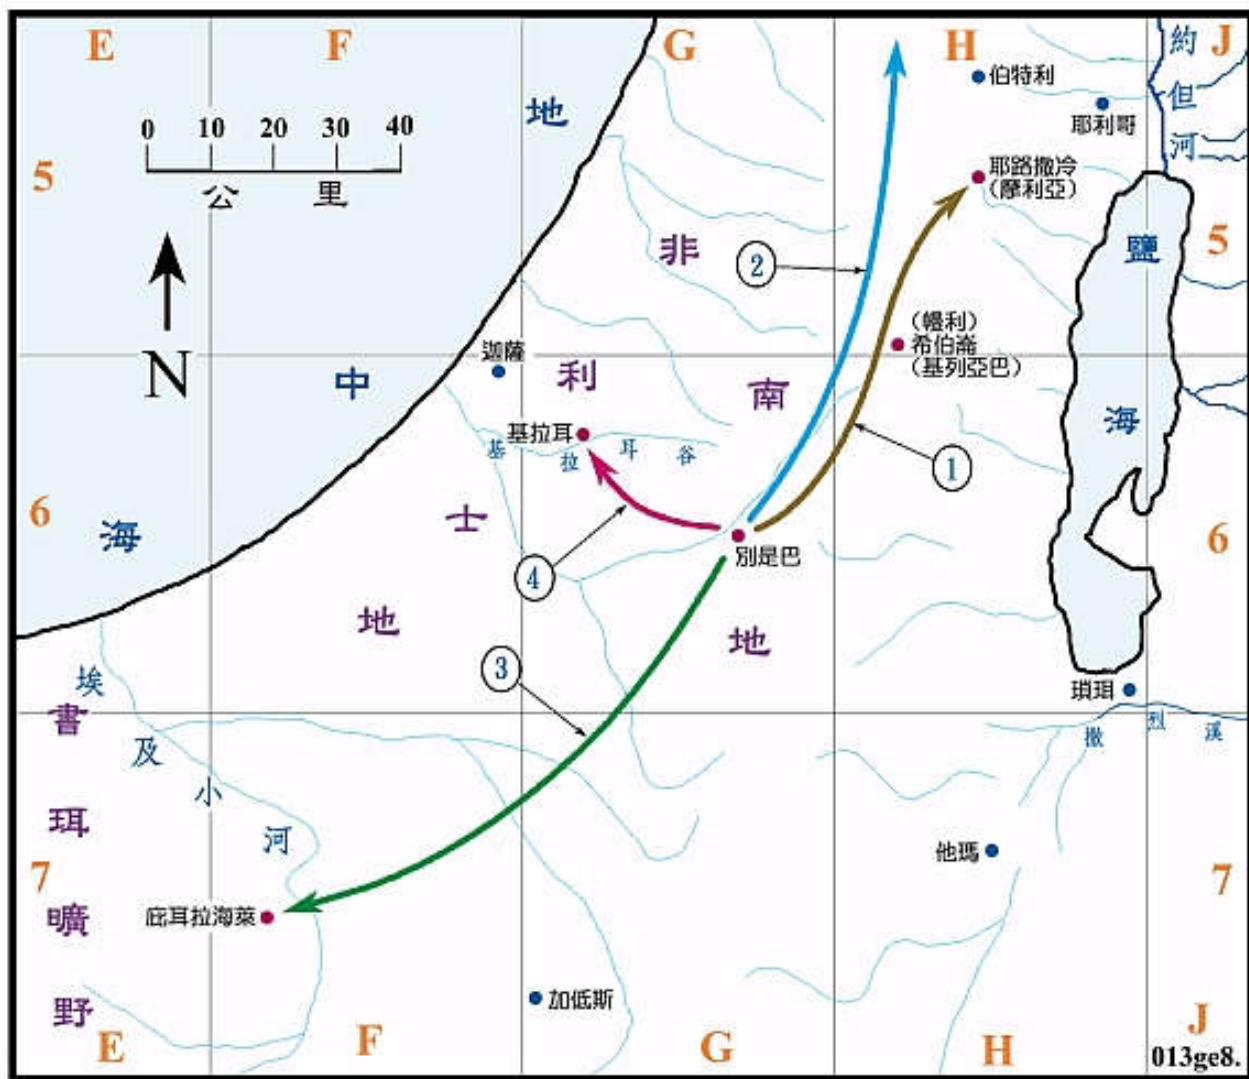 E F G H J
約但河
地中海
伯特利
耶利哥
0 10 20 30 40
公里
5
耶路撒冷
(摩利亞)
5
非利士地
鹽海
2
N
(幔利)
希伯崙
(基列亞巴)
迦薩
南地
基拉耳
基拉耳谷
1
6
6
別是巴
4
3
瑣珥
撒烈溪
埃及小河
書珥曠野
7
他瑪
7
庇耳拉海萊
加低斯
E F G H J
013ge8.